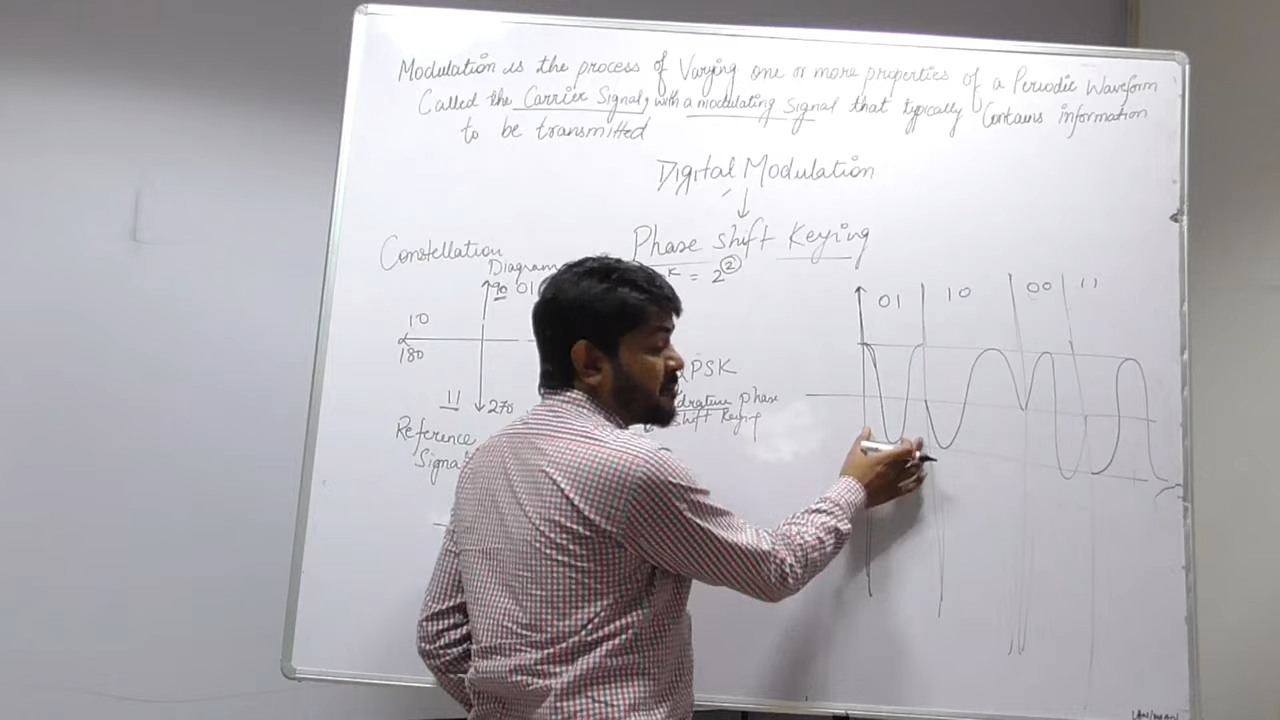 Modulation is the process of Varying one or more properties of a Periodic Waveform
Called the Carrier Signal, with a modulating Signal that typically Contains information
to be transmitted
Digital Modulation
Phase Shift Keying
Constellation
Diagram
K = 2②
90 01
10
180
11
270
Reference
PSK
phase
Shift Keying
01 10 00 11